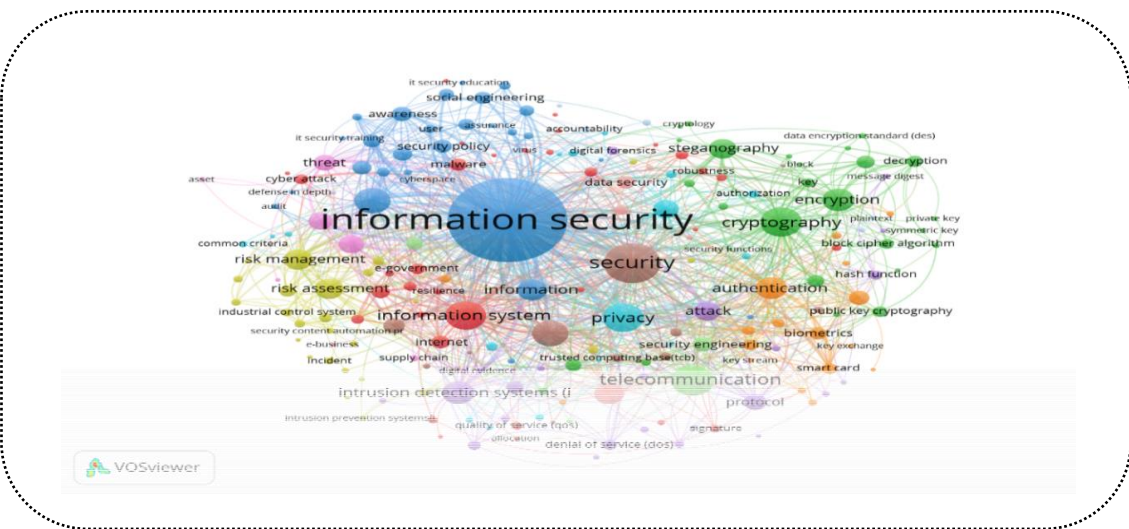 it security education
social engineering
awareness
user
assurance
accountability
cryptology
it security training
security policy
virus
digital forensics
steganography
data encryption standard (des)
threat
malware
block
decryption
asset
cyber attack
cyberspace
data security
robustness
key
message digest
defense in depth
authorization
encryption
audit
information security
cryptography
plaintext
private key
symmetric key
common criteria
security functions
block cipher algorithm
risk management
e-government
security
hash function
risk assessment
resilience
information
authentication
industrial control system
information system
privacy
attack
public key cryptography
security content automation pr
internet
biometrics
e-business
security engineering
key exchange
incident
supply chain
trusted computing base(tcb)
key stream
smart card
digital evidence
telecommunication
intrusion detection systems (i
protocol
intrusion prevention systems(i
quality of service (qos)
signature
allocation
denial of service (dos)
VOSviewer